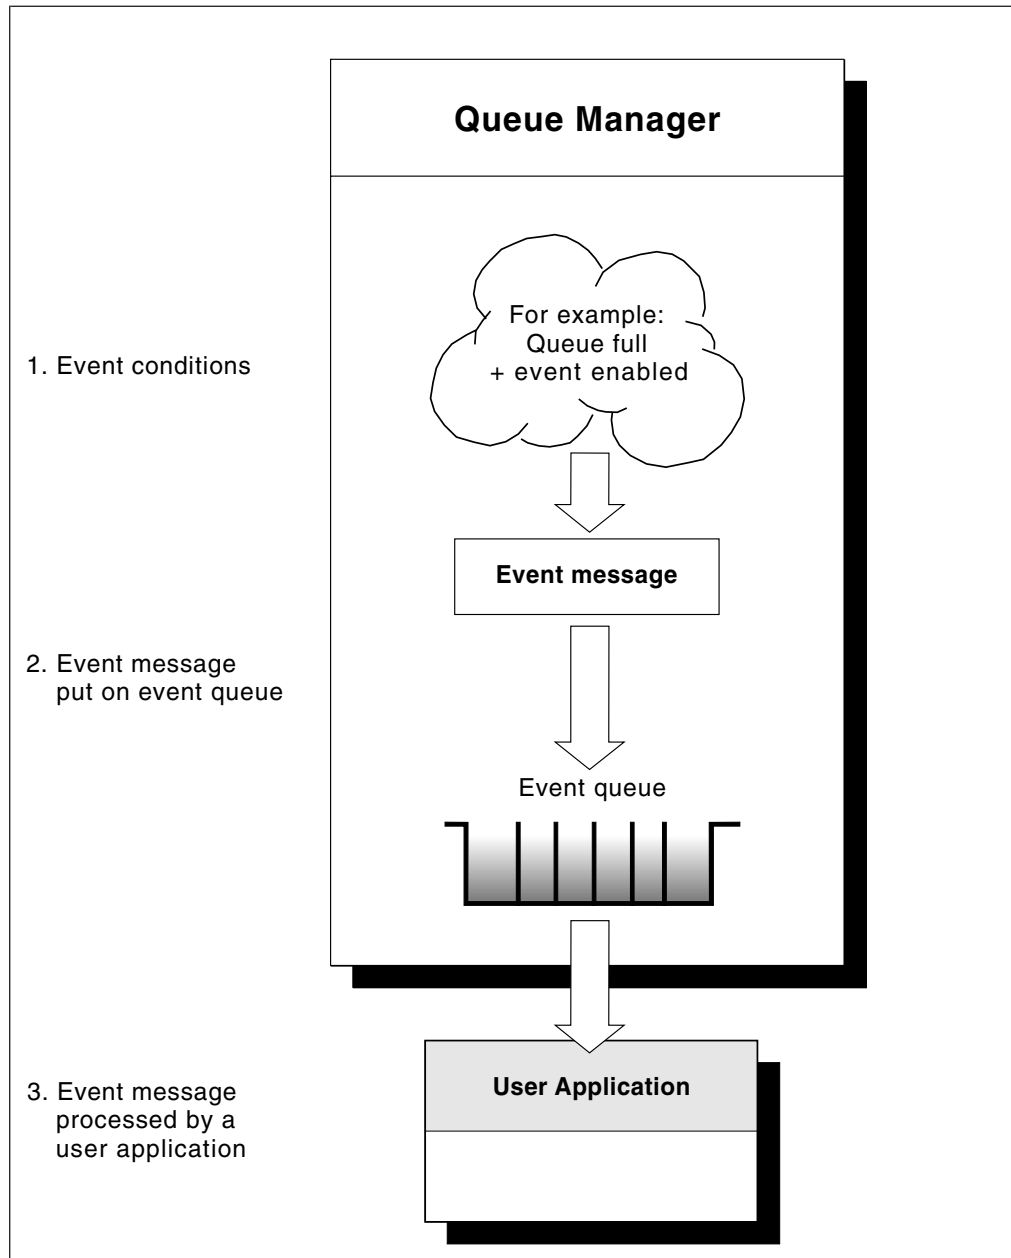 Queue Manager
For example:
Queue full
+ event enabled
1. Event conditions
Event message
2. Event message
put on event queue
Event queue
User Application
3. Event message
processed by a
user application